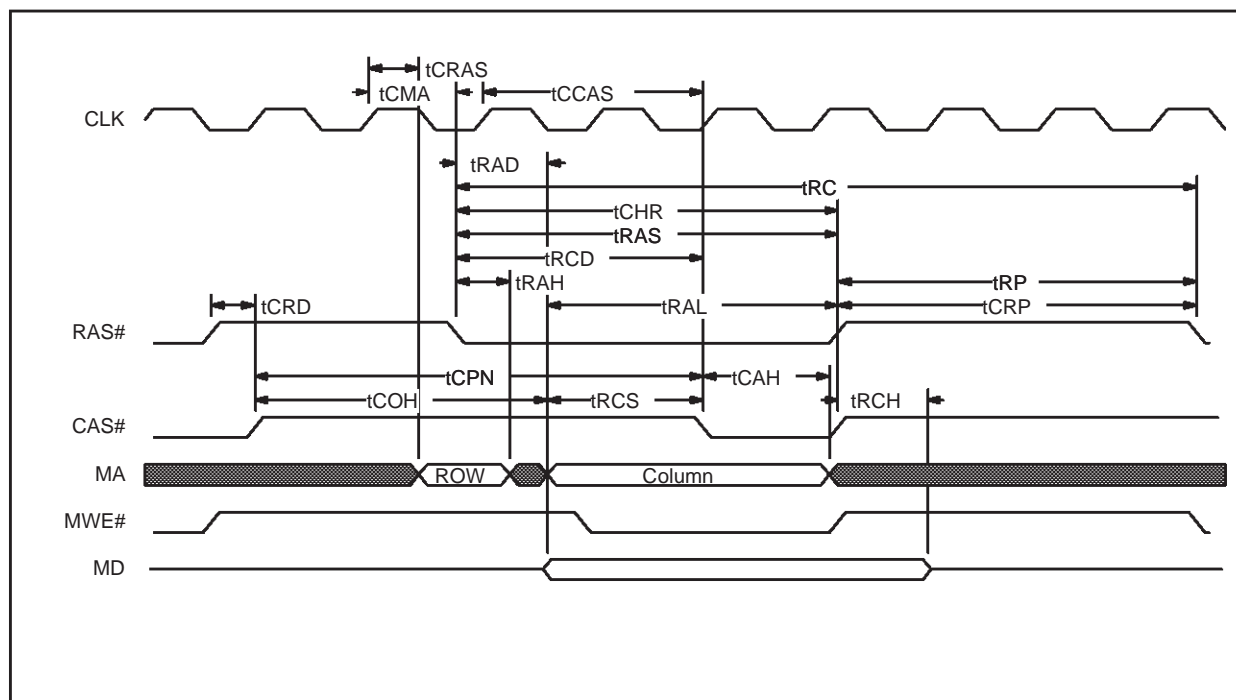 tCRAS
tCMA
tCCAS
CLK
tRAD
tRC
tCHR
tRAS
tRCD
tRAH
tRP
tCRD
tRAL
tCRP
RAS#
tCPN
tCAH
tCOH
tRCS
tRCH
CAS#
MA
ROW
Column
MWE#
MD